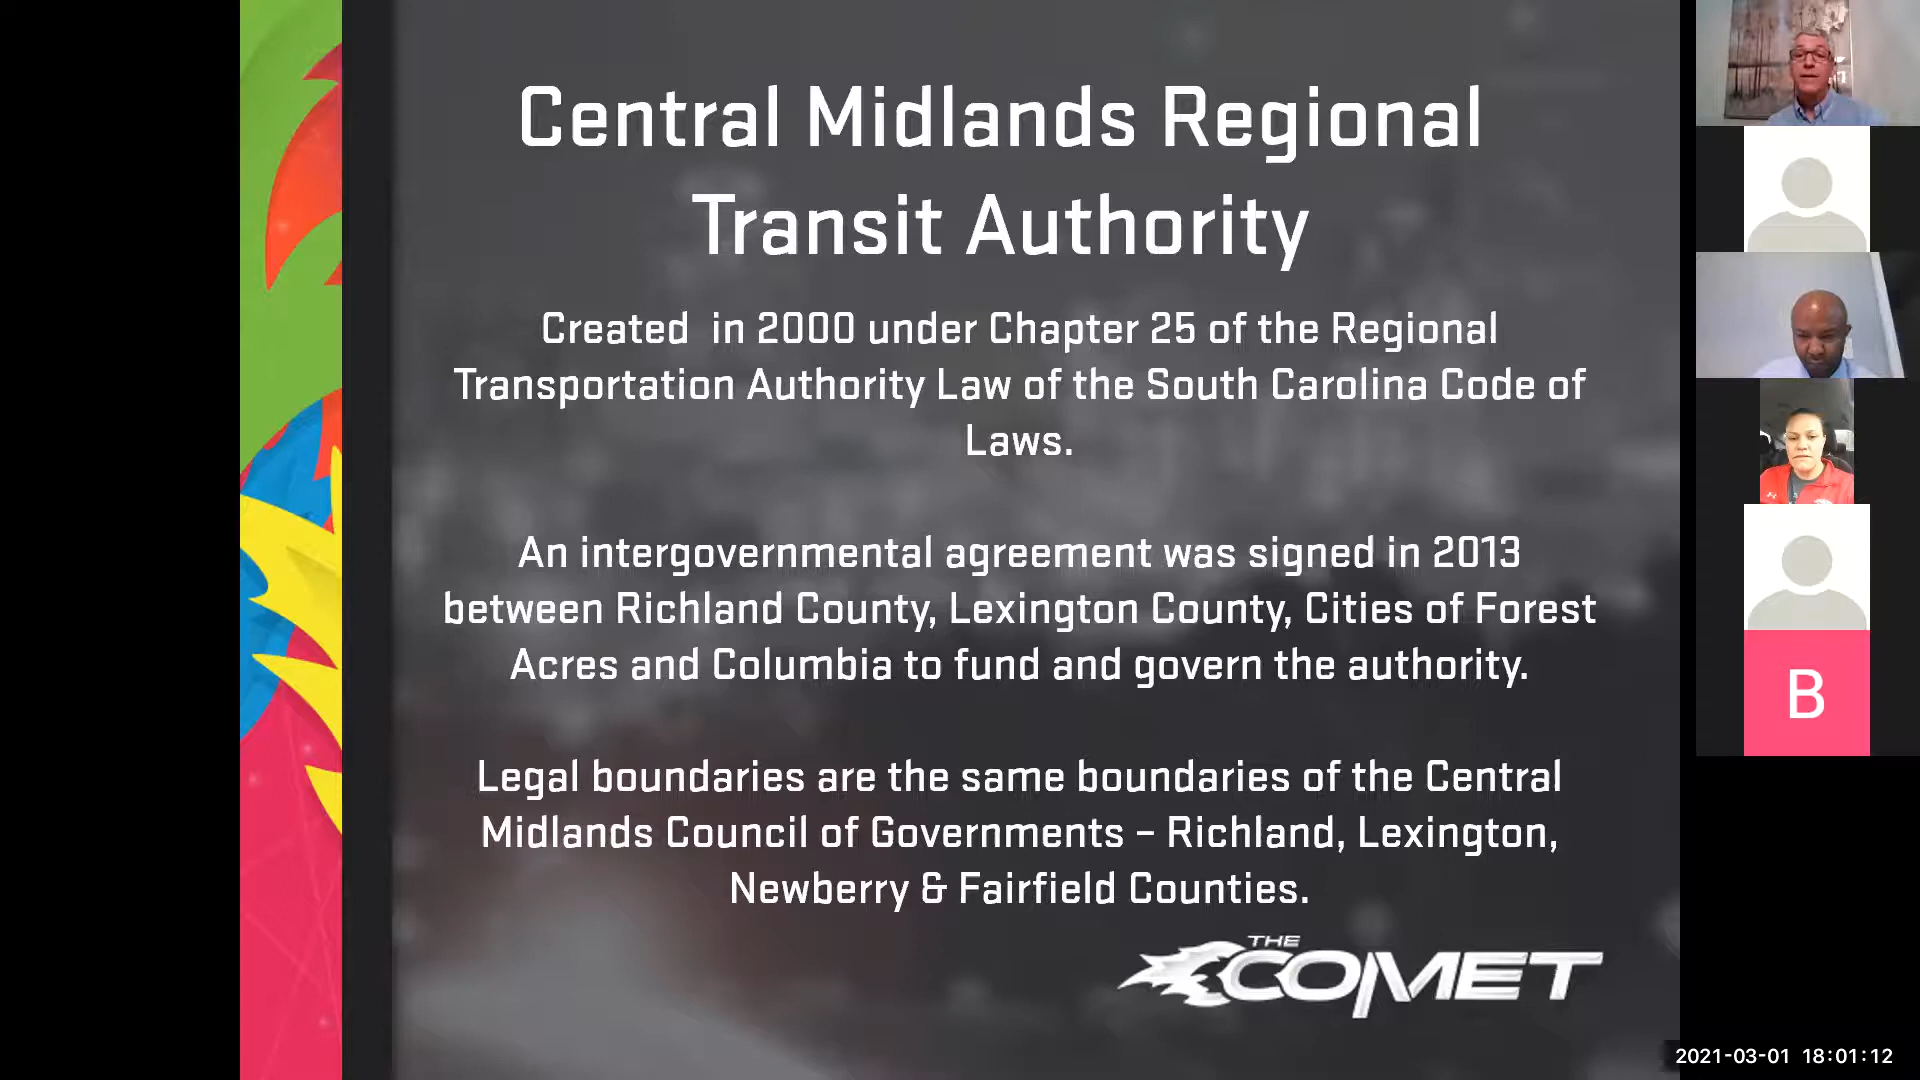 Central Midlands Regional
Transit Authority
Created in 2000 under Chapter 25 of the Regional
Transportation Authority Law of the South Carolina Code of
Laws.
An intergovernmental agreement was signed in 2013
between Richland County, Lexington County, Cities of Forest
Acres and Columbia to fund and govern the authority.
Legal boundaries are the same boundaries of the Central
Midlands Council of Governments – Richland, Lexington,
Newberry & Fairfield Counties.
THE
COMET
B
2021-03-01 18:01:12